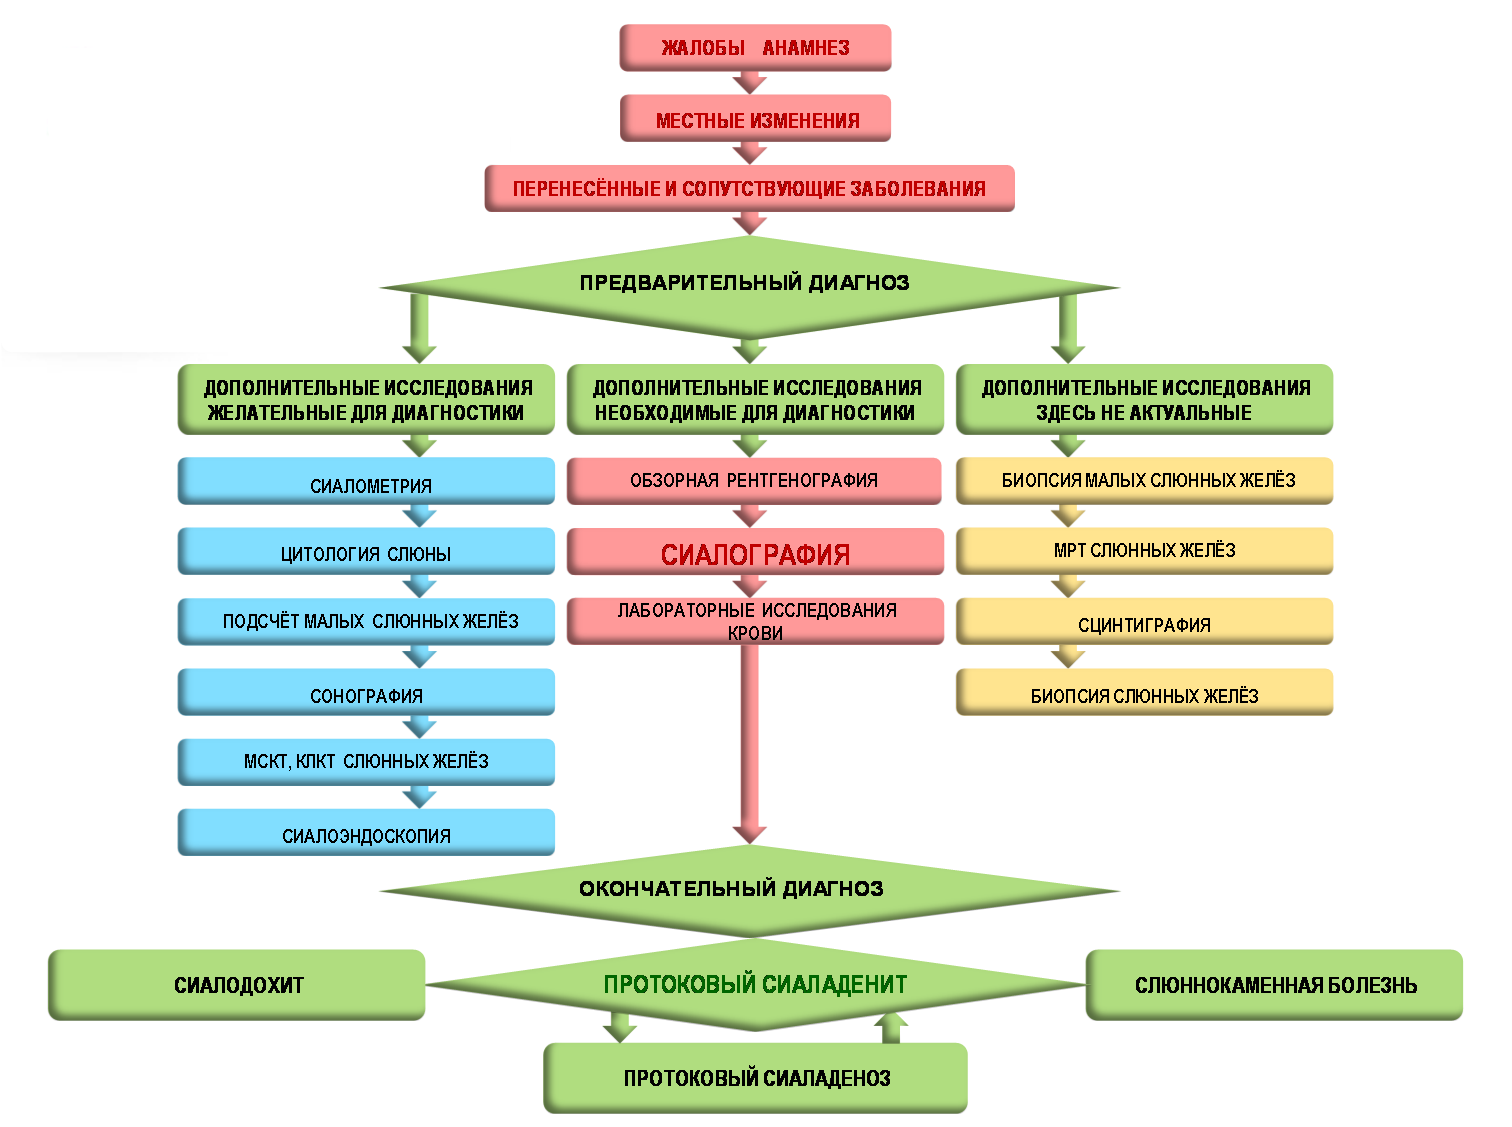 ЖАЛОБЫ АНАМНЕЗ
МЕСТНЫЕ ИЗМЕНЕНИЯ
ПЕРЕНЕСЁННЫЕ И СОПУТСТВУЮЩИЕ ЗАБОЛЕВАНИЯ
ПРЕДВАРИТЕЛЬНЫЙ ДИАГНОЗ
ДОПОЛНИТЕЛЬНЫЕ ИССЛЕДОВАНИЯ
ЖЕЛАТЕЛЬНЫЕ ДЛЯ ДИАГНОСТИКИ
СИАЛОМЕТРИЯ
ЦИТОЛОГИЯ СЛЮНЫ
ПОДСЧЁТ МАЛЫХ СЛЮННЫХ ЖЕЛЁЗ
СОНОГРАФИЯ
МСКТ, КЛКТ СЛЮННЫХ ЖЕЛЁЗ
СИАЛОЭНДОСКОПИЯ
ДОПОЛНИТЕЛЬНЫЕ ИССЛЕДОВАНИЯ
НЕОБХОДИМЫЕ ДЛЯ ДИАГНОСТИКИ
ОБЗОРНАЯ РЕНТГЕНОГРАФИЯ
СИАЛОГРАФИЯ
ЛАБОРАТОРНЫЕ ИССЛЕДОВАНИЯ
КРОВИ
ДОПОЛНИТЕЛЬНЫЕ ИССЛЕДОВАНИЯ
ЗДЕСЬ НЕ АКТУАЛЬНЫЕ
БИОПСИЯ МАЛЫХ СЛЮННЫХ ЖЕЛЁЗ
МРТ СЛЮННЫХ ЖЕЛЁЗ
СЦИНТИГРАФИЯ
БИОПСИЯ СЛЮННЫХ ЖЕЛЁЗ
ОКОНЧАТЕЛЬНЫЙ ДИАГНОЗ
СИАЛОДОХИТ
ПРОТОКОВЫЙ СИАЛАДЕНИТ
СЛЮННОКАМЕННАЯ БОЛЕЗНЬ
ПРОТОКОВЫЙ СИАЛАДЕНОЗ